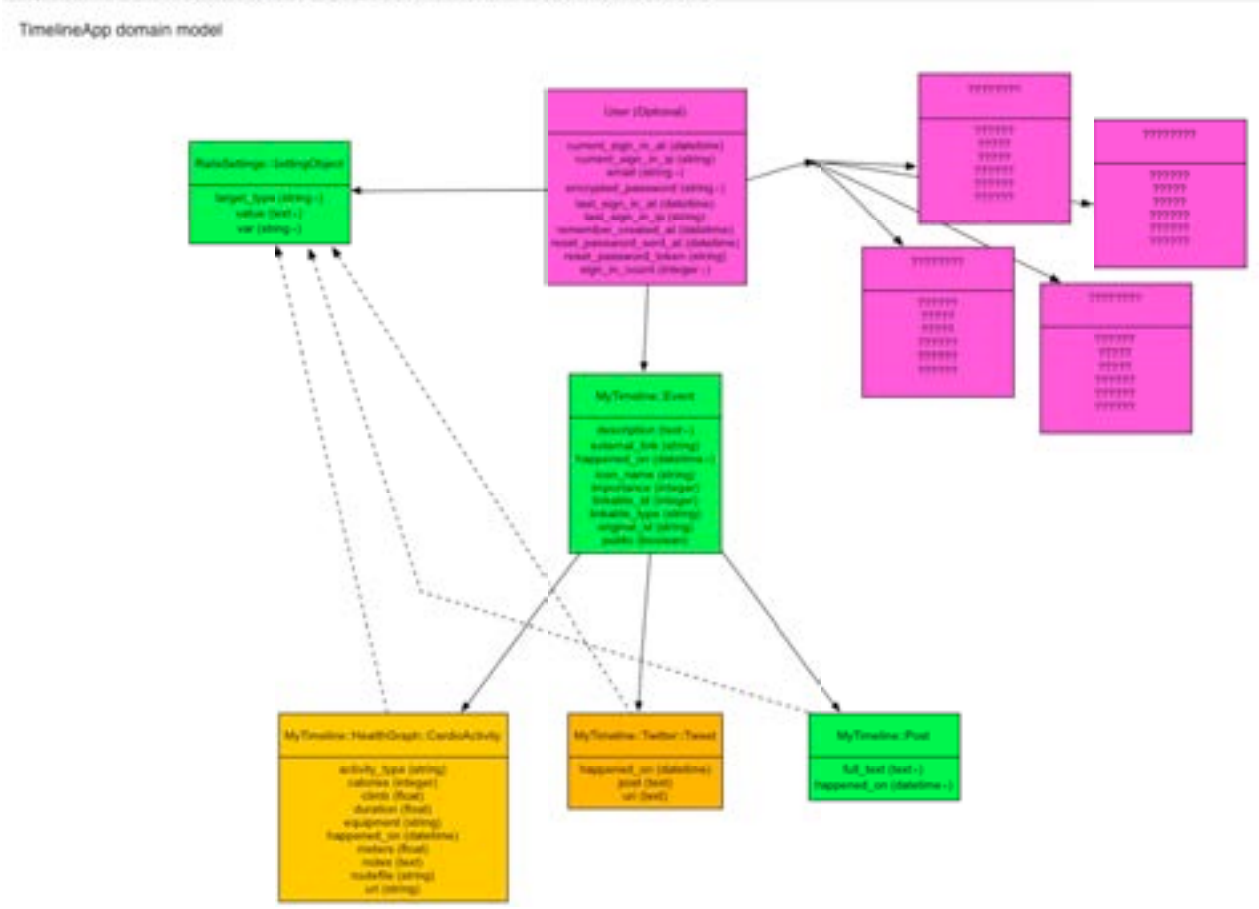 TimelineApp domain model
User (Optional)
current_sign_in_at (datetime)
current_sign_in_ip (string)
email (string~)
encrypted_password (string~)
last_sign_in_at (datetime)
last_sign_in_ip (string)
remember_created_at (datetime)
reset_password_sent_at (datetime)
reset_password_token (string)
sign_in_count (integer~)
????????
??????
?????
?????
??????
??????
??????
????????
??????
?????
?????
??????
??????
??????
RailsSettings::SettingObject
target_type (string~)
value (text~)
var (string~)
????????
??????
?????
?????
??????
??????
??????
????????
??????
?????
?????
??????
??????
??????
MyTimeline::Event
description (text~)
external_link (string)
happened_on (datetime~)
icon_name (string)
importance (integer)
linkable_id (integer)
linkable_type (string)
original_id (string)
public (boolean)
MyTimeline::HealthGraph::CardioActivity
activity_type (string)
calories (integer)
climb (float)
duration (float)
equipment (string)
happened_on (datetime)
meters (float)
notes (text)
(string)
uri (string)
MyTimeline::Twitter::Tweet
happened_on (datetime)
post (text)
uri (text)
MyTimeline::Post
full_text (text~)
happened_on (datetime~)